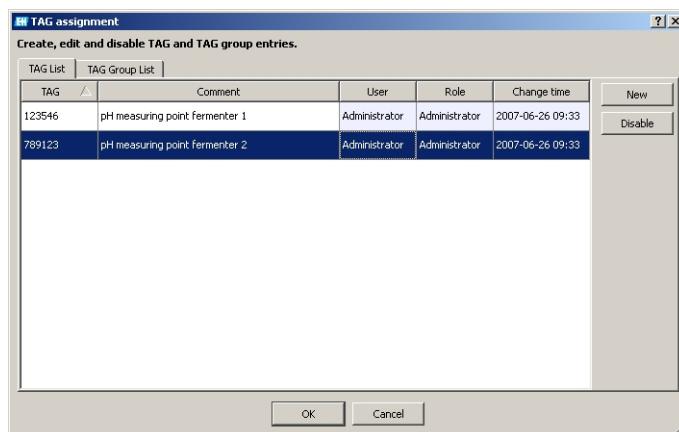 EH TAG assignment
Create, edit and disable TAG and TAG group entries.
TAG List TAG Group List
TAG Comment User Role Change time New
123546 pH measuring point fermenter 1 Administrator Administrator 2007-06-26 09:33
Disable
789123 pH measuring point fermenter 2 Administrator Administrator 2007-06-26 09:33
OK Cancel